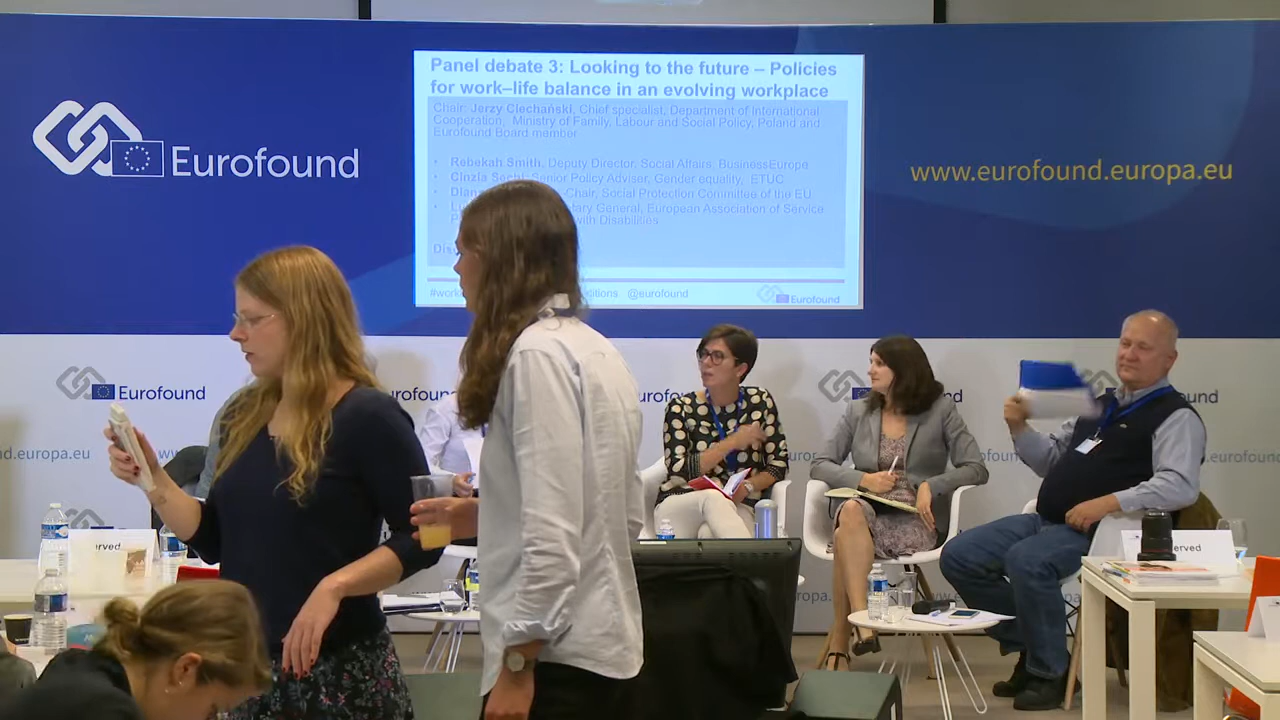 Panel debate 3: Looking to the future – Policies
for work–life balance in an evolving workplace
Chair: Jerzy Ciechański, Chief specialist, Department of International
Cooperation, Ministry of Family, Labour and Social Policy, Poland and
Eurofound Board member
• Rebekah Smith, Deputy Director, Social Affairs, BusinessEurope
• Cinzia Sechi, Senior Policy Adviser, Gender equality, ETUC
• Chair, Social Protection Committee of the EU
• General, European Association of Service
with Disabilities
@eurofound
Eurofound
Eurofound
www.eurofound.europa.eu
Eurofound